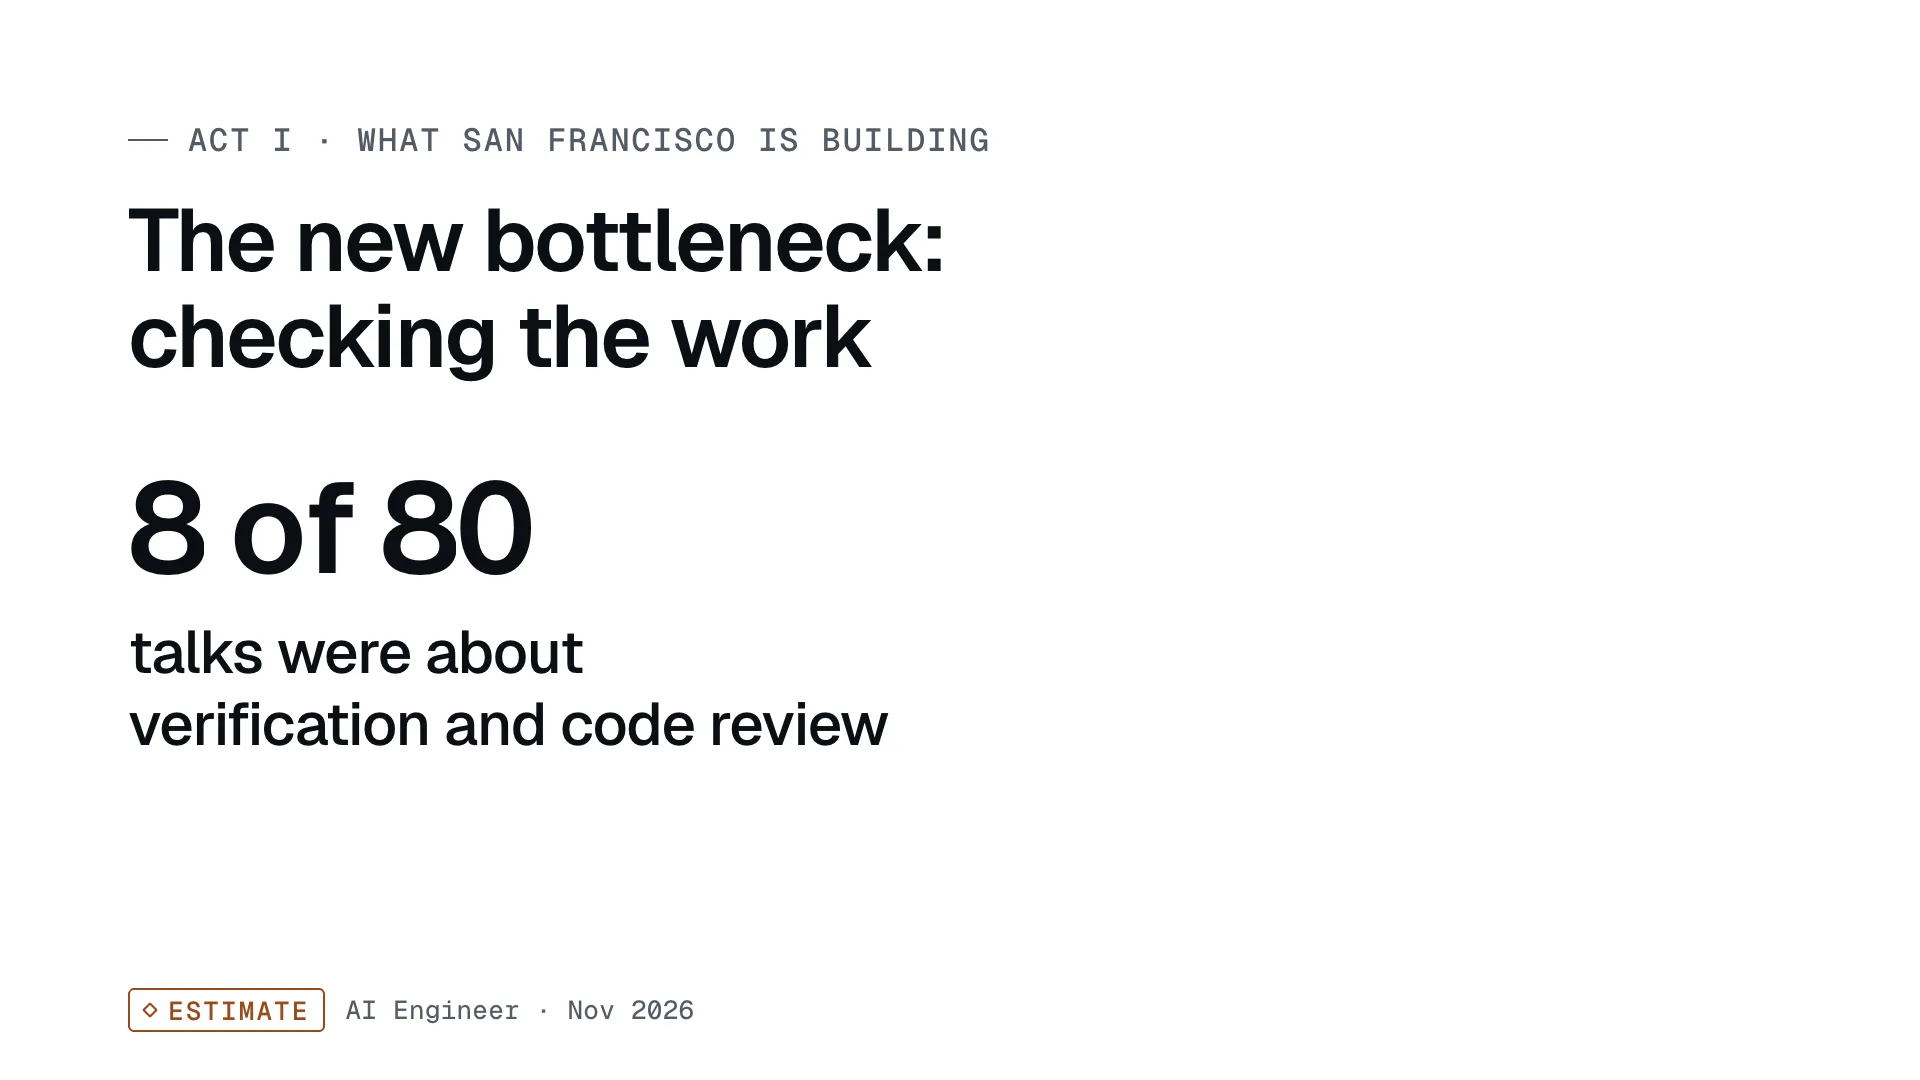 — ACT I · WHAT SAN FRANCISCO IS BUILDING
The new bottleneck:
checking the work
8 of 80
talks were about
verification and code review
◇ ESTIMATE AI Engineer · Nov 2026